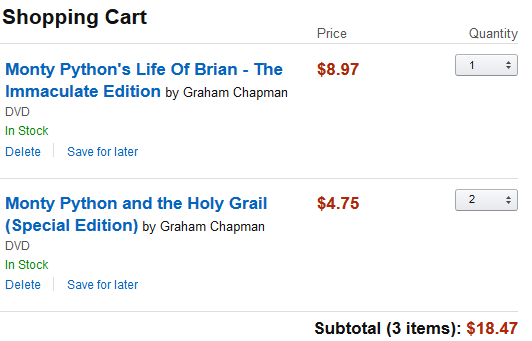 Shopping Cart
Price Quantity
Monty Python's Life Of Brian - The $8.97 1
Immaculate Edition by Graham Chapman
DVD
In Stock
Delete Save for later
Monty Python and the Holy Grail $4.75 2
(Special Edition) by Graham Chapman
DVD
In Stock
Delete Save for later
Subtotal (3 items): $18.47